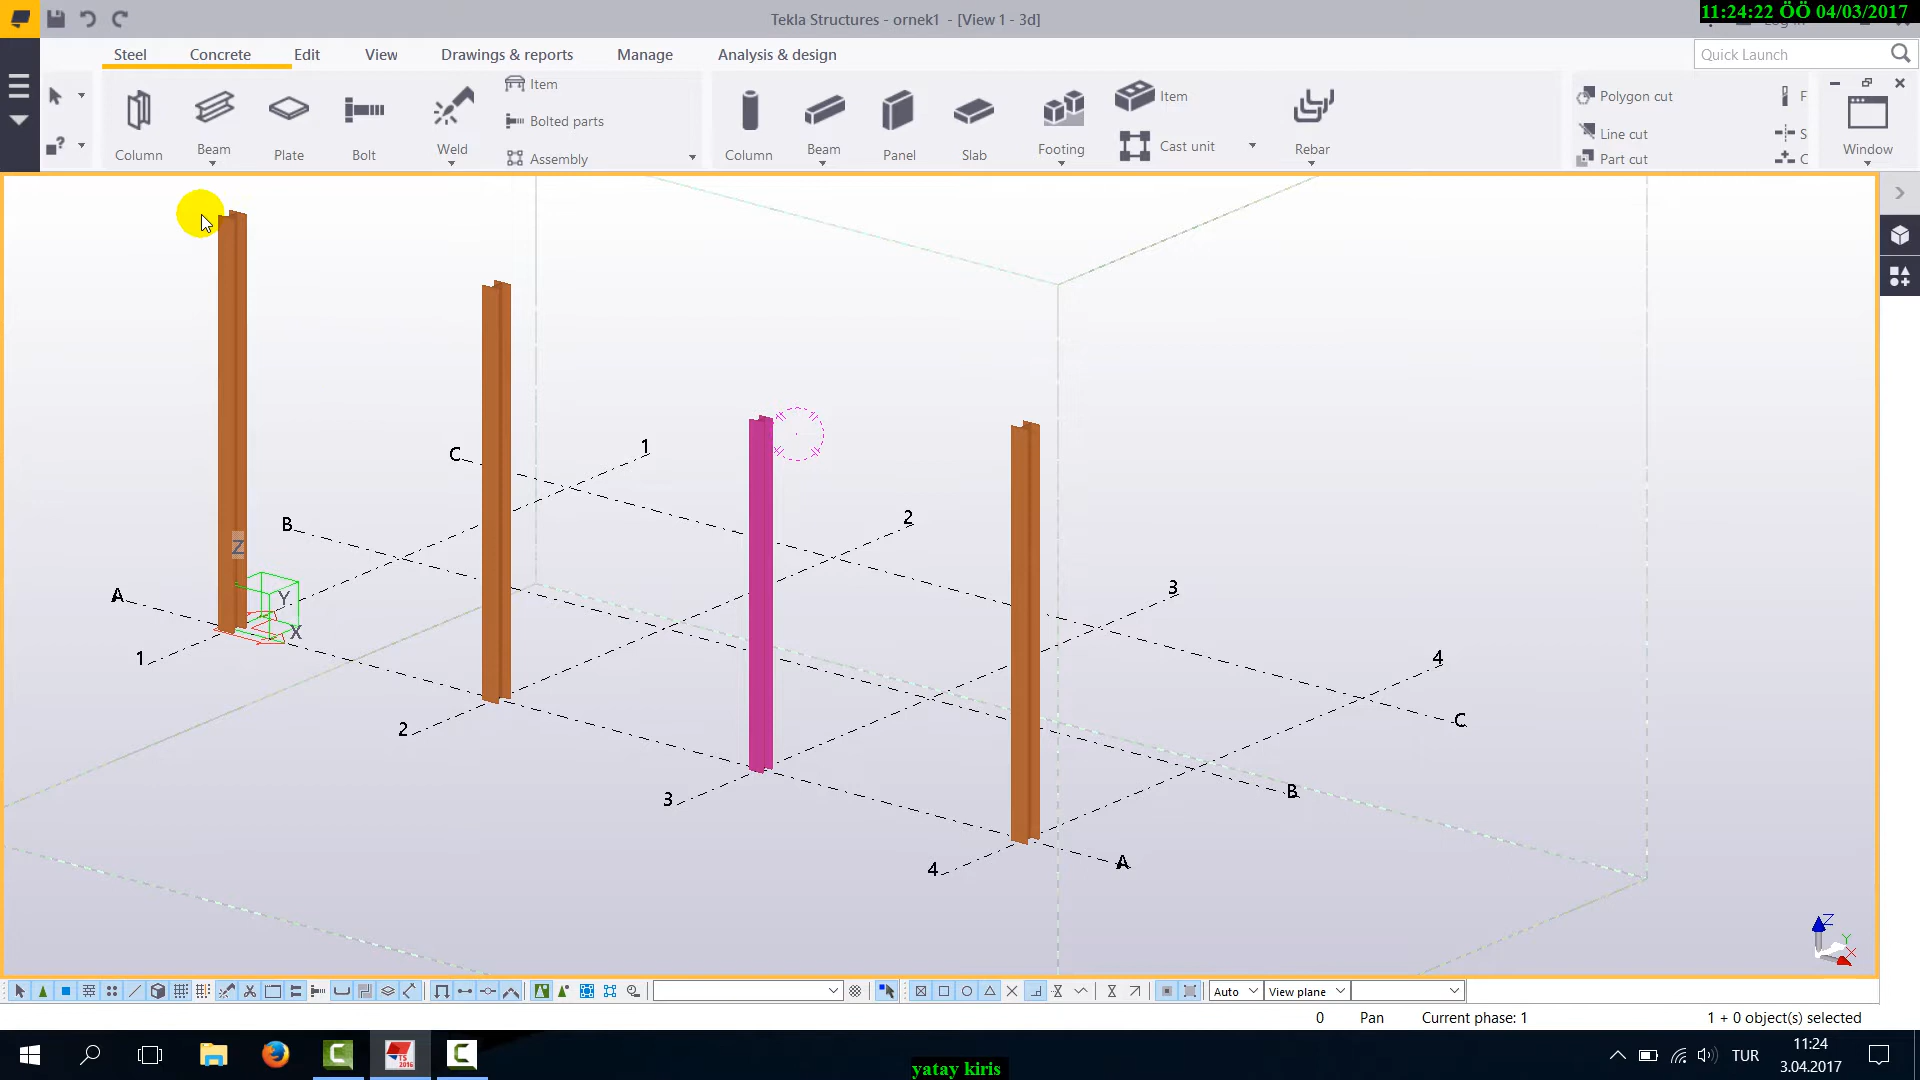 Tekla Structures - ornek1 - [View 1 - 3d]
11:24:22 ÖÖ 04/03/2017
Steel
Concrete
Edit
View
Drawings & reports
Manage
Analysis & design
Quick Launch
Column
Beam
Plate
Bolt
Weld
Item
Bolted parts
Assembly
Column
Beam
Panel
Slab
Footing
Item
Cast unit
Rebar
Polygon cut
Line cut
Part cut
F
S
C
Window
C
1
B
2
A
Z
Y
X
3
1
4
2
C
3
B
4
A
Z
Y
X
Auto
View plane
0
Pan
Current phase: 1
1 + 0 object(s) selected
TS
2016
yatay kiris
TUR
11:24
3.04.2017